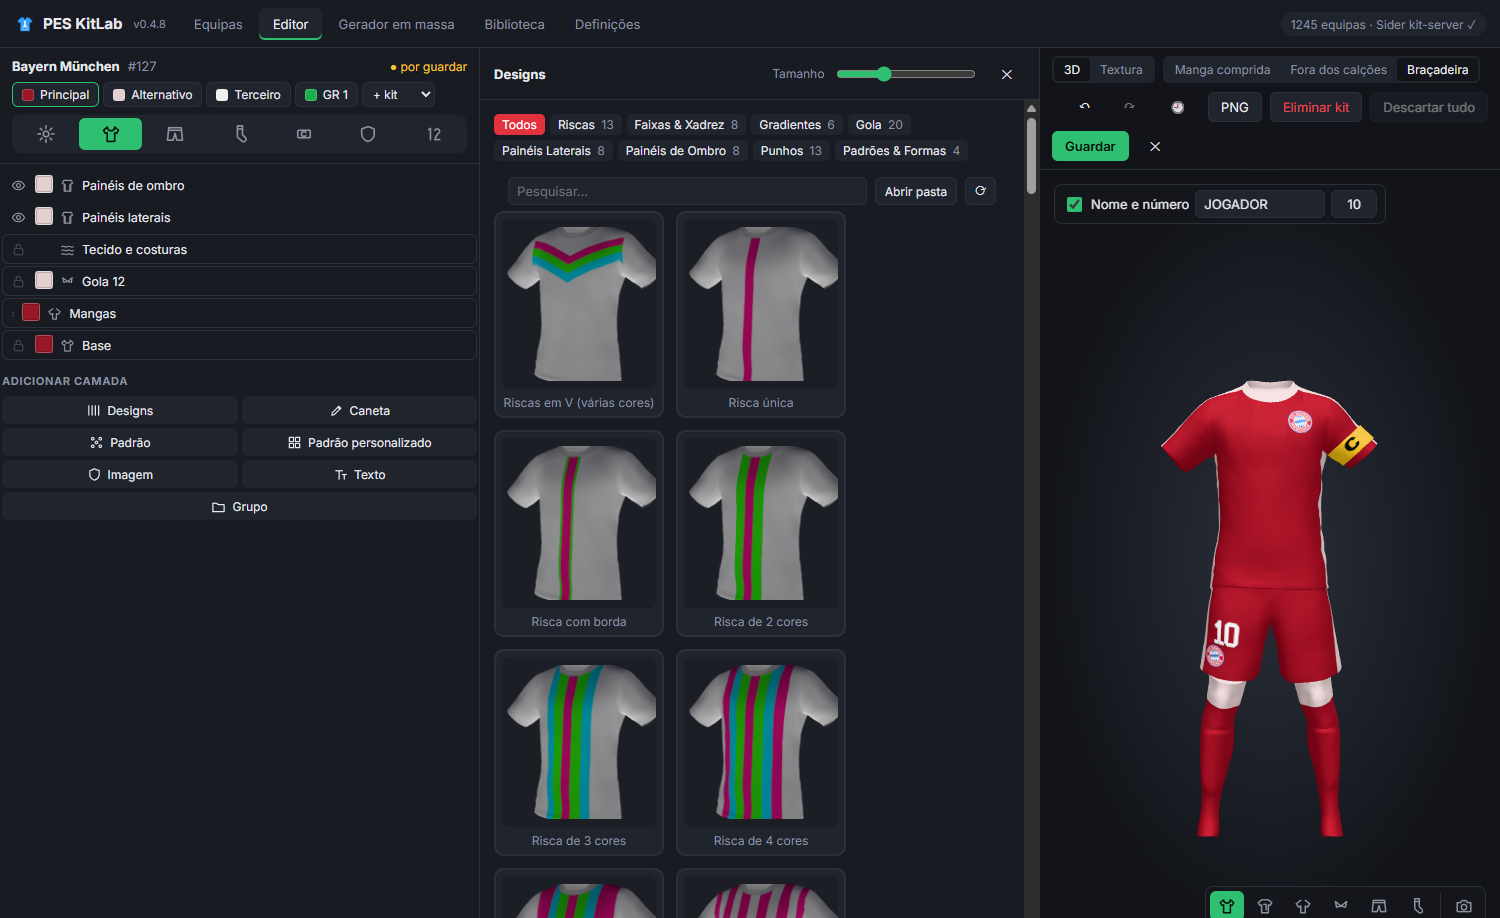 PES KitLab v0.4.8 Equipas Editor Gerador em massa Biblioteca Definições 1245 equipas · Sider kit-server ✓
Bayern München #127 ● por guardar
Principal Alternativo Terceiro GR 1 + kit
12
Painéis de ombro
Painéis laterais
Tecido e costuras
Gola 12
Mangas
Base
ADICIONAR CAMADA
Designs Caneta
Padrão Padrão personalizado
Imagem Texto
Grupo
Designs Tamanho
Todos Riscas 13 Faixas & Xadrez 8 Gradientes 6 Gola 20
Painéis Laterais 8 Painéis de Ombro 8 Punhos 13 Padrões & Formas 4
Pesquisar... Abrir pasta
Riscas em V (várias cores) Risca única
Risca com borda Risca de 2 cores
Risca de 3 cores Risca de 4 cores
3D Textura Manga comprida Fora dos calções Braçadeira
PNG Eliminar kit Descartar tudo
Guardar
Nome e número JOGADOR 10
C
10